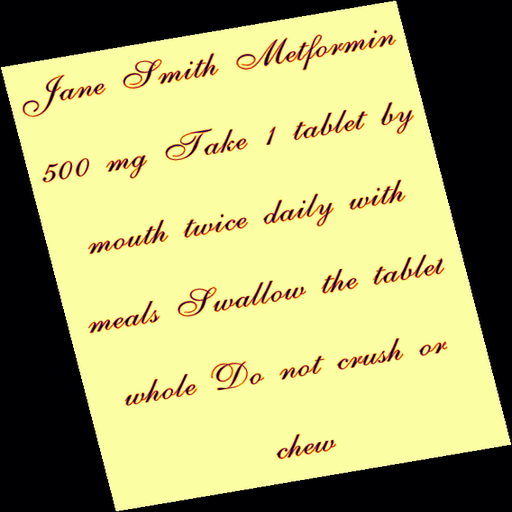 Jane Smith Metformin
500 mg Take 1 tablet by
mouth twice daily with
meals Swallow the tablet
whole Do not crush or
chew